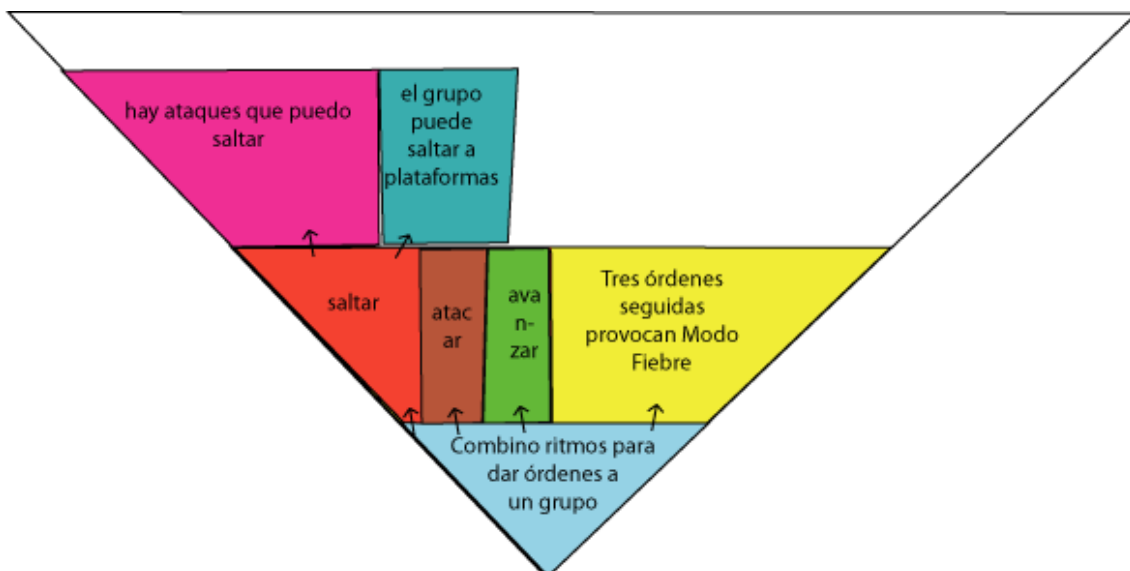 hay ataques que puedo
saltar
el grupo
puede
saltar a
plataformas
saltar
atac
ar
ava
n-
zar
Tres órdenes
seguidas
provocan Modo
Fiebre
Combino ritmos para
dar órdenes a
un grupo